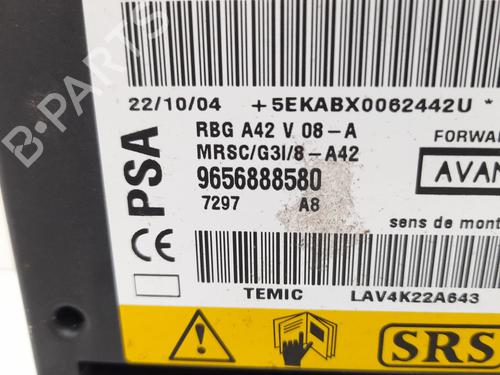 22/10/04 +5EKABX0062442U *
RBG A42 V 08-A
MRSC/G3I/8-A42
9656888580
7297 A8
PSA
CE
FORWA
AVAN
sens de mont
TEMIC LAV4K22A643
SRS